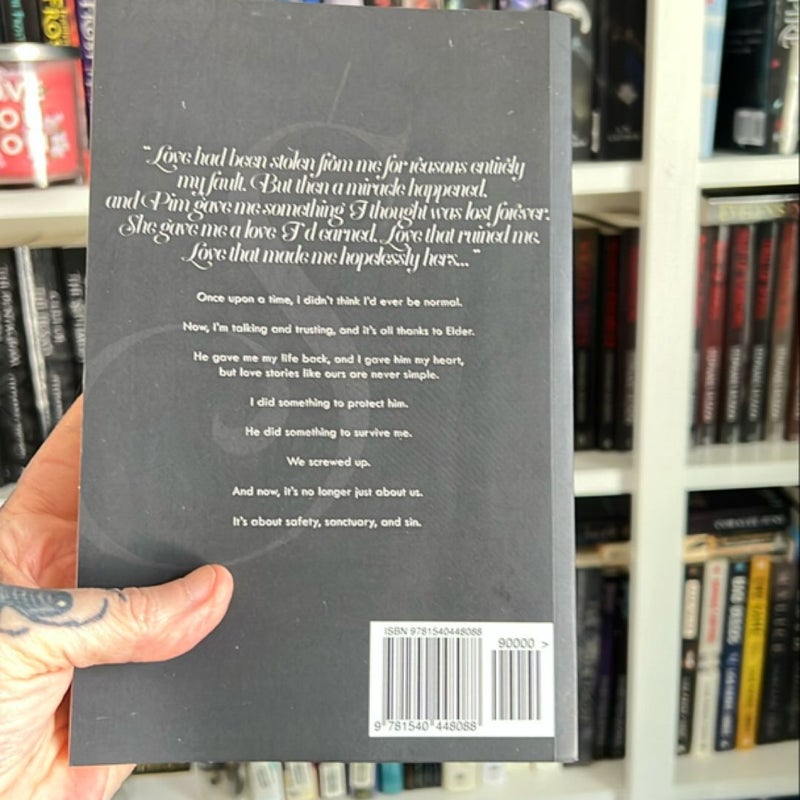 "Love had been stolen from me for reasons entirely
my fault. But then a miracle happened,
and Pim gave me something I thought was lost forever.
She gave me a love I'd earned. Love that ruined me.
Love that made me hopelessly hers..."
Once upon a time, I didn't think I'd ever be normal.
Now, I'm talking and trusting, and it's all thanks to Elder.
He gave me my life back, and I gave him my heart,
but love stories like ours are never simple.
I did something to protect him.
He did something to survive me.
We screwed up.
And now, it's no longer just about us.
It's about safety, sanctuary, and sin.
ISBN 9781540448088
90000 >
9 781540 448088